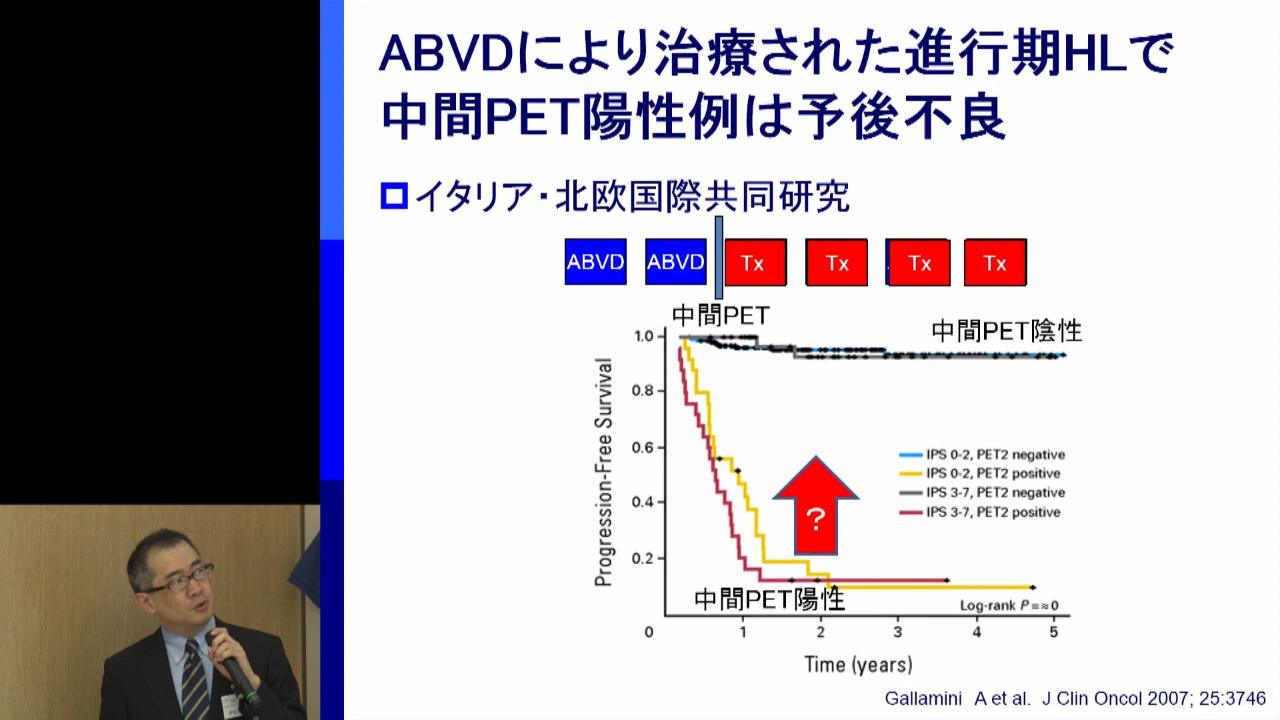 ABVDにより治療された進行期HLで
中間PET陽性例は予後不良
イタリア・北欧国際共同研究
ABVD ABVD Tx Tx Tx Tx
中間PET
中間PET陰性
1.0
0.8
0.6
0.4
0.2
0
Progression-Free Survival
IPS 0-2, PET2 negative
IPS 0-2, PET2 positive
IPS 3-7, PET2 negative
IPS 3-7, PET2 positive
?
中間PET陽性
Log-rank P = ≈ 0
1 2 3 4 5
Time (years)
Gallamini A et al. J Clin Oncol 2007; 25:3746